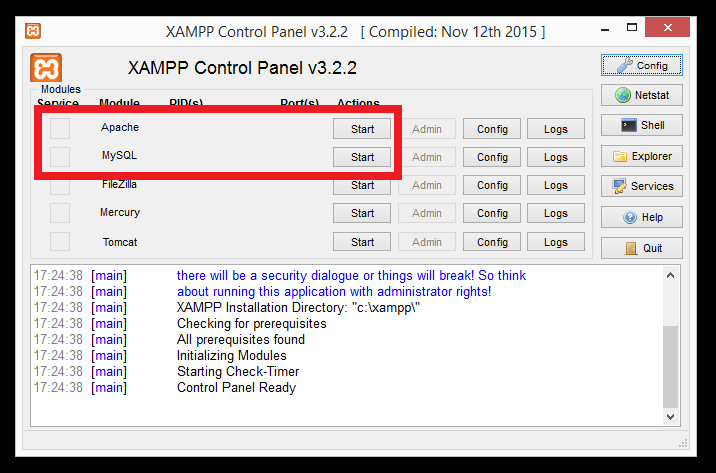 XAMPP Control Panel v3.2.2 [ Compiled: Nov 12th 2015 ]
XAMPP Control Panel v3.2.2
Config
Modules
Service Module PID(s) Port(s) Actions
Netstat
Apache Start Admin Config Logs
Shell
MySQL Start Admin Config Logs
Explorer
FileZilla Start Admin Config Logs
Services
Mercury Start Admin Config Logs
Help
Tomcat Start Admin Config Logs
Quit
17:24:38 [main] there will be a security dialogue or things will break! So think
17:24:38 [main] about running this application with administrator rights!
17:24:38 [main] XAMPP Installation Directory: "c:\xampp\"
17:24:38 [main] Checking for prerequisites
17:24:38 [main] All prerequisites found
17:24:38 [main] Initializing Modules
17:24:38 [main] Starting Check-Timer
17:24:38 [main] Control Panel Ready